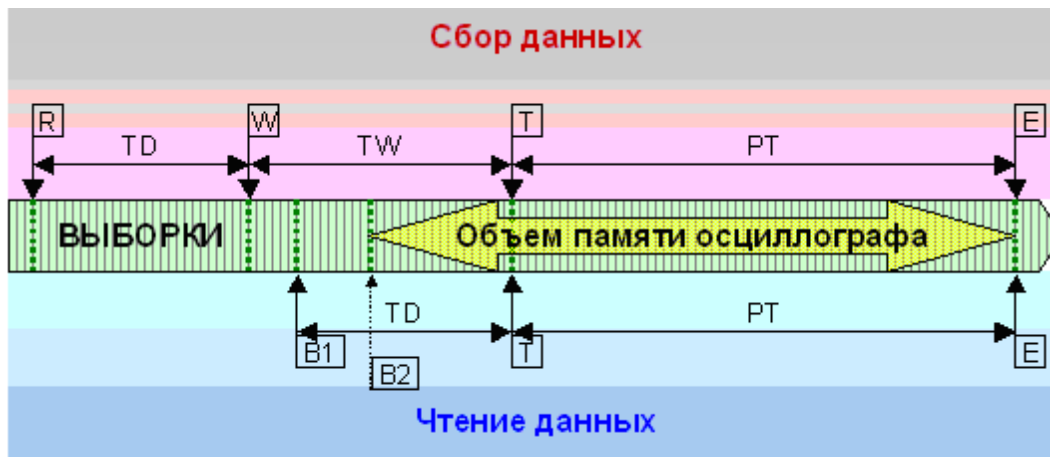 Сбор данных
R W T E
TD TW PT
ВЫБОРКИ Объем памяти осциллографа
TD PT
B1 T E
B2
Чтение данных